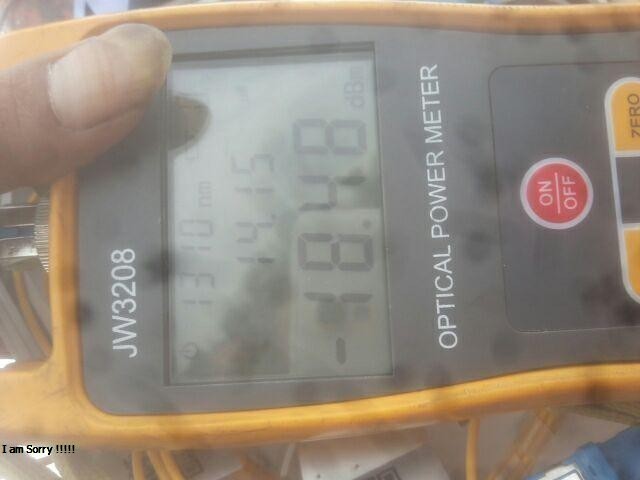 JW3208
1310 nm
14.15
-18.48 dBm
OPTICAL POWER METER
ON
OFF
ZERO
I am Sorry !!!!!